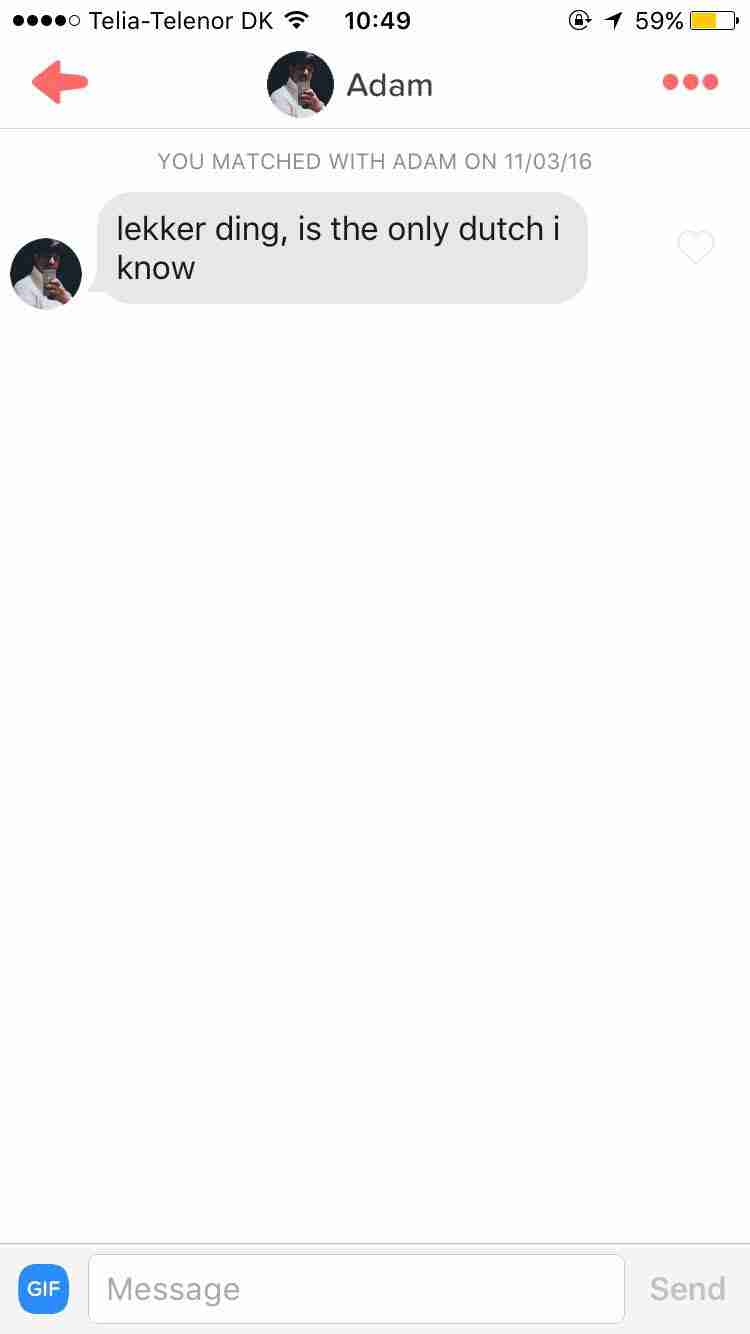 Telia-Telenor DK 10:49 59%
Adam
YOU MATCHED WITH ADAM ON 11/03/16
lekker ding, is the only dutch i
know
GIF Message Send